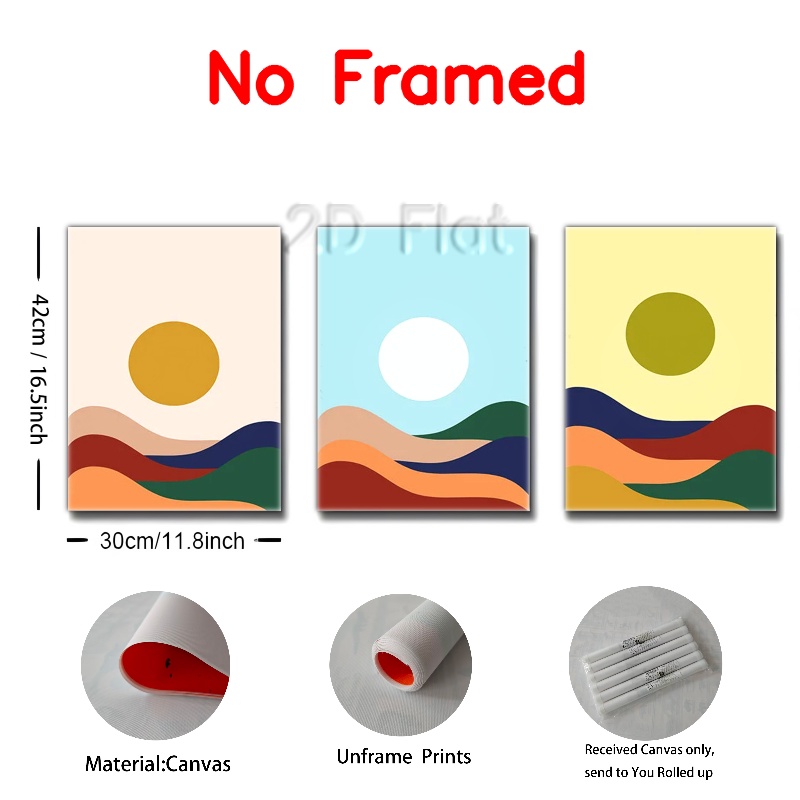 No Framed
2D Flat
42cm / 16.5inch
30cm/11.8inch
Material:Canvas
Unframe Prints
Received Canvas only,
send to You Rolled up